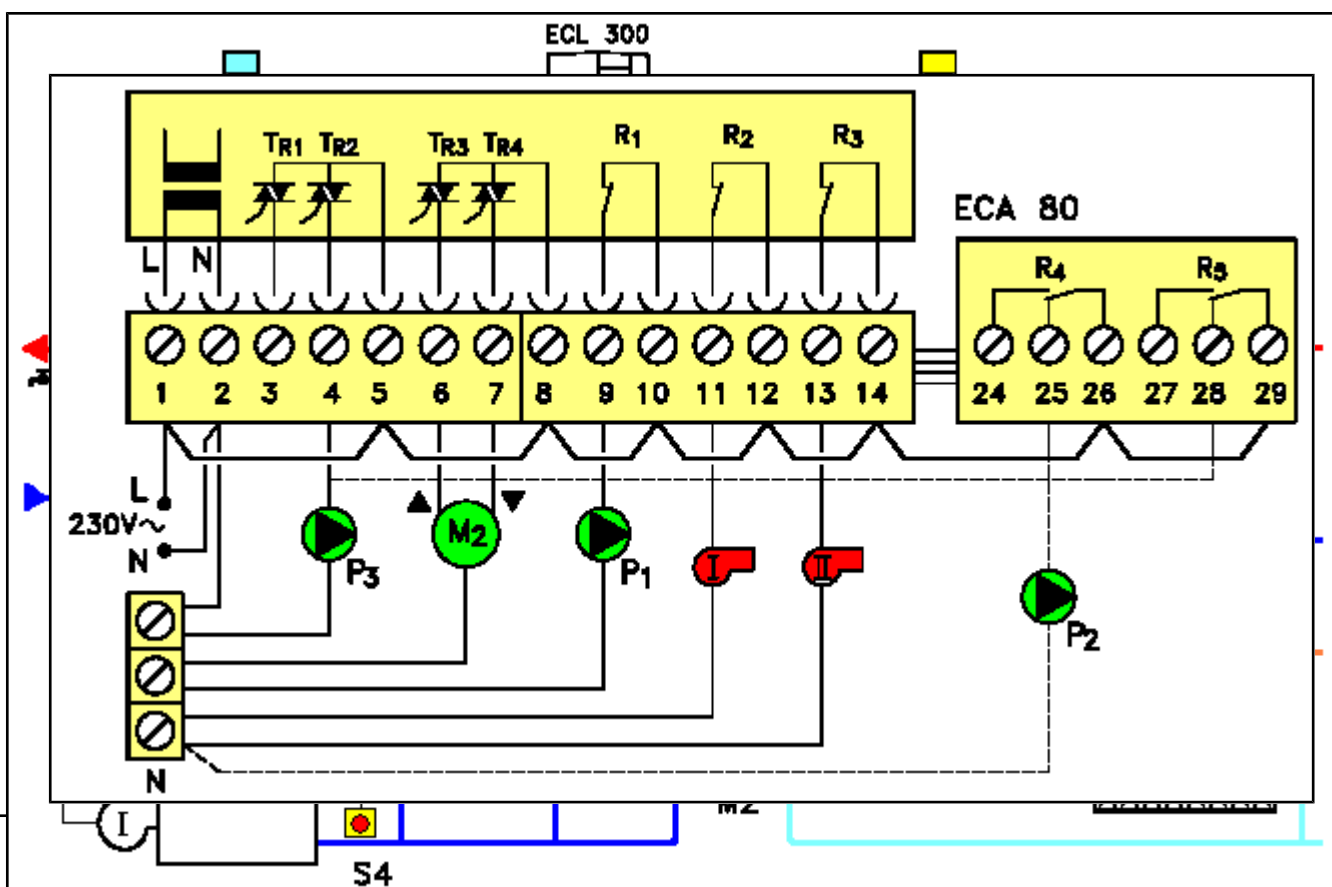 ECL 300
TR1 TR2 TR3 TR4 R1 R2 R3
ECA 80
L N
R4 R5
1 2 3 4 5 6 7 8 9 10 11 12 13 14
24 25 26 27 28 29
L
230V~
N
P3
M2
P1
I
II
P2
N
M2
I
S4